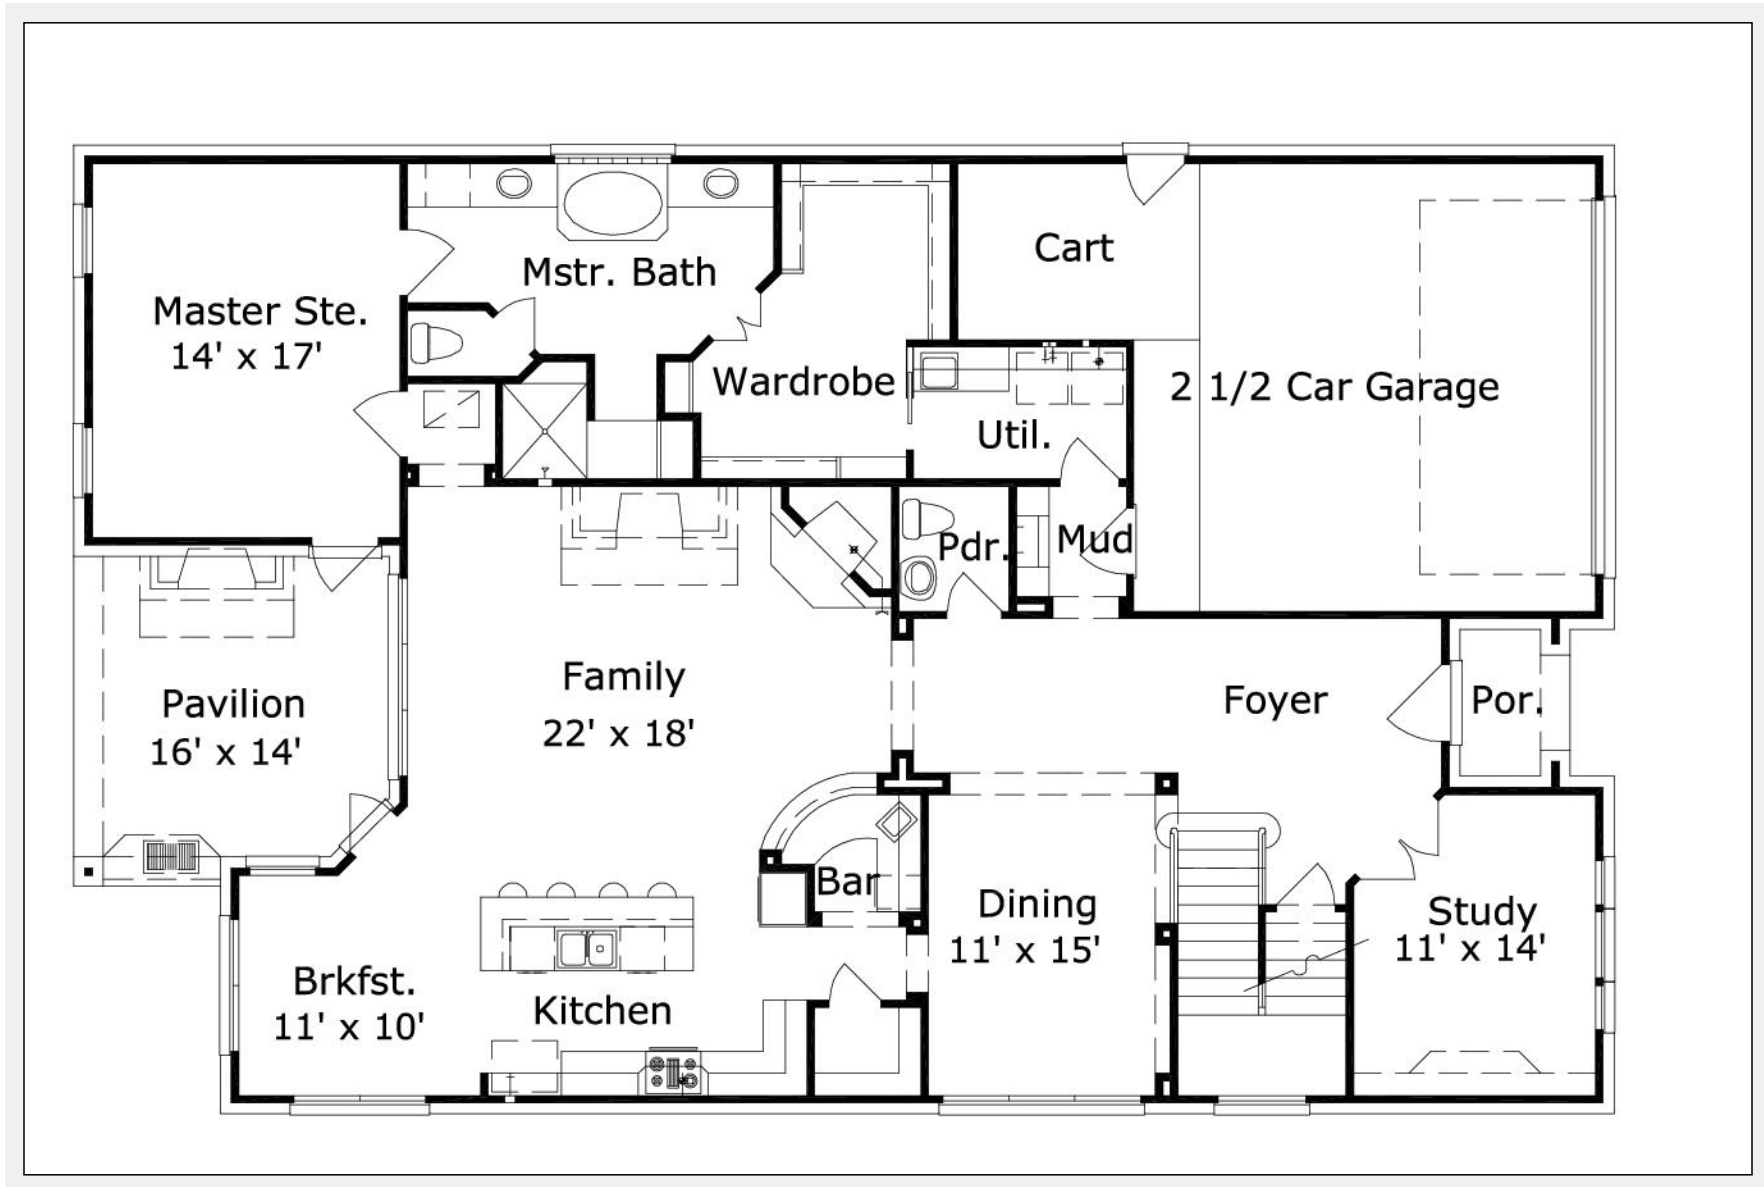 Cart
Mstr. Bath
Master Ste.
14' x 17'
Wardrobe
2 1/2 Car Garage
Util.
Pdr.
Mud
Family
22' x 18'
Pavilion
16' x 14'
Foyer
Por.
Bar
Dining
11' x 15'
Study
11' x 14'
Brkfst.
11' x 10'
Kitchen